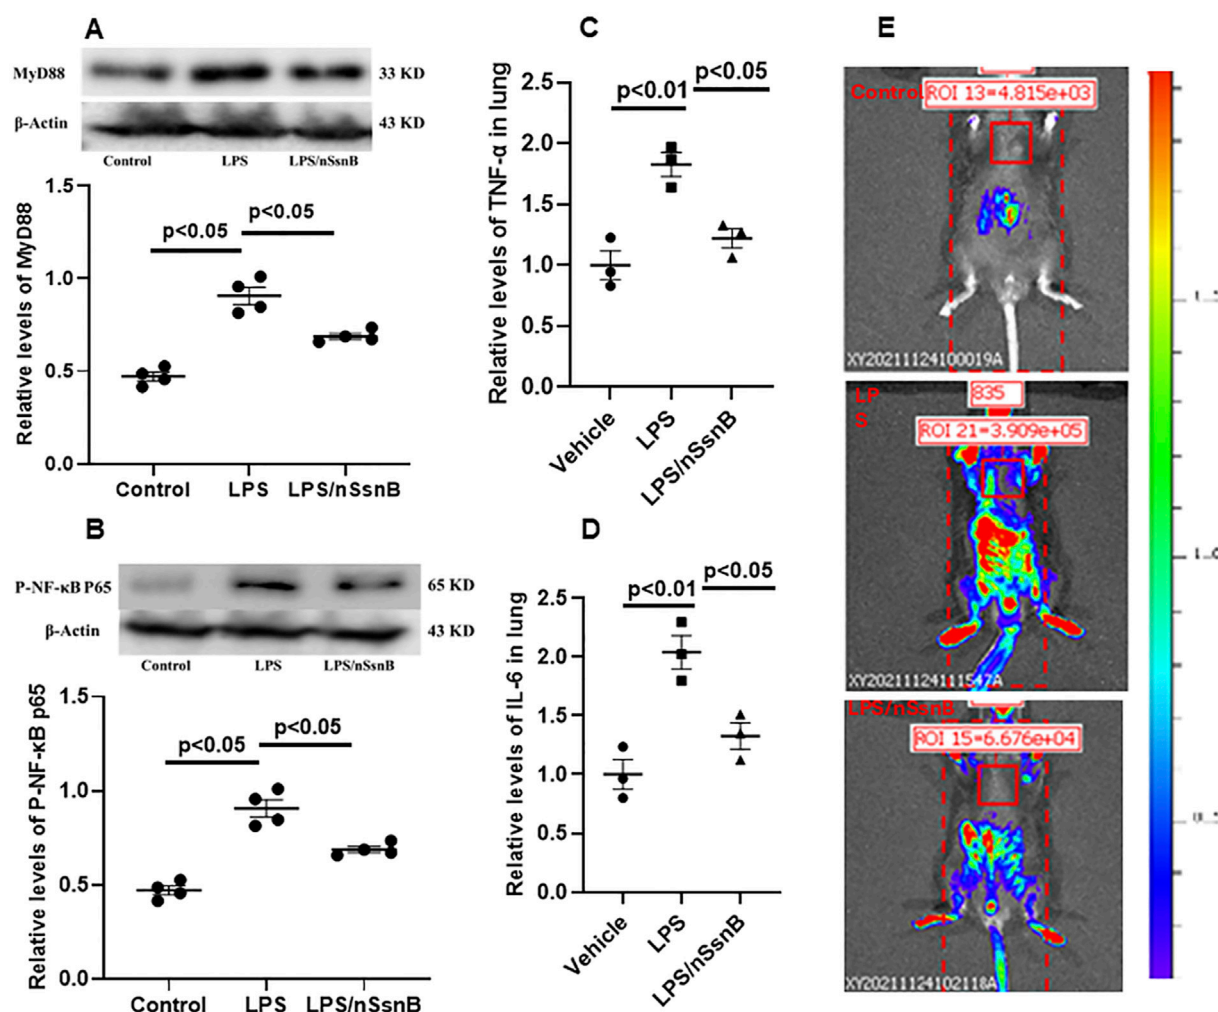 A
MyD88
33 KD
β-Actin
43 KD
Control LPS LPS/nSsnB
Relative levels of MyD88
1.5
1.0
0.5
0.0
p<0.05
p<0.05
Control LPS LPS/nSsnB
B
P-NF-κB P65
65 KD
β-Actin
43 KD
Control LPS LPS/nSsnB
Relative levels of P-NF-κB p65
1.5
1.0
0.5
0.0
p<0.05
p<0.05
Control LPS LPS/nSsnB
C
Relative levels of TNF-α in lung
2.5
2.0
1.5
1.0
0.5
0.0
p<0.01
p<0.05
Vehicle
LPS
LPS/nSsnB
D
Relative levels of IL-6 in lung
2.5
2.0
1.5
1.0
0.5
0.0
p<0.01
p<0.05
Vehicle
LPS
LPS/nSsnB
E
Control
ROI 13=4.815e+03
XY20211124100019A
835
LP
S
ROI 21=3.909e+05
XY20211124111547A
LPS/nSsnB
ROI 15=6.676e+04
XY20211124102118A